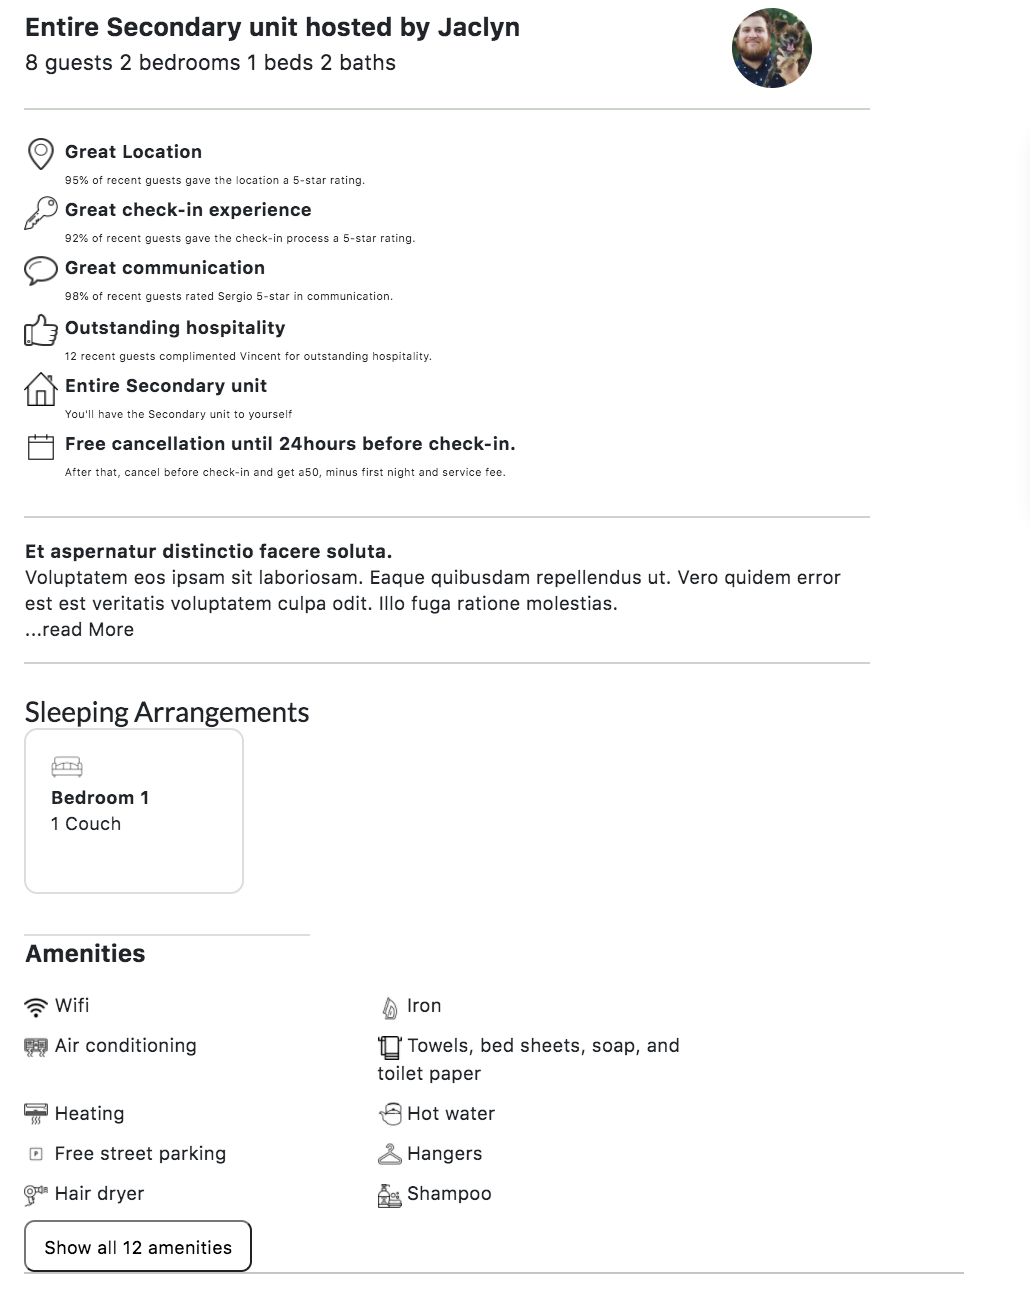 Entire Secondary unit hosted by Jaclyn
8 guests 2 bedrooms 1 beds 2 baths
Great Location
95% of recent guests gave the location a 5-star rating.
Great check-in experience
92% of recent guests gave the check-in process a 5-star rating.
Great communication
98% of recent guests rated Sergio 5-star in communication.
Outstanding hospitality
12 recent guests complimented Vincent for outstanding hospitality.
Entire Secondary unit
You'll have the Secondary unit to yourself
Free cancellation until 24hours before check-in.
After that, cancel before check-in and get a50, minus first night and service fee.
Et aspernatur distinctio facere soluta.
Voluptatem eos ipsam sit laboriosam. Eaque quibusdam repellendus ut. Vero quidem error
est est veritatis voluptatem culpa odit. Illo fuga ratione molestias.
...read More
Sleeping Arrangements
Bedroom 1
1 Couch
Amenities
Wifi
Iron
Air conditioning
Towels, bed sheets, soap, and
toilet paper
Heating
Hot water
P
Free street parking
Hangers
Hair dryer
Shampoo
Show all 12 amenities